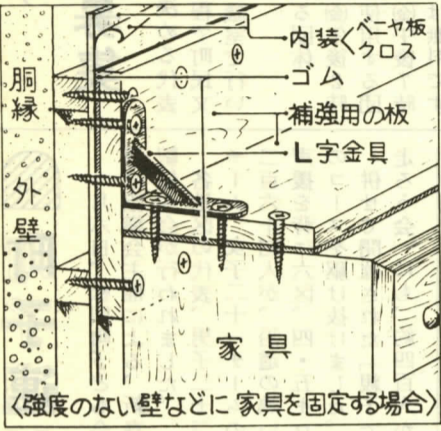 内装<ベニヤ板
クロス
ゴム
補強用の板
L字金具
胴縁
外壁
家具
〈強度のない壁などに家具を固定する場合〉